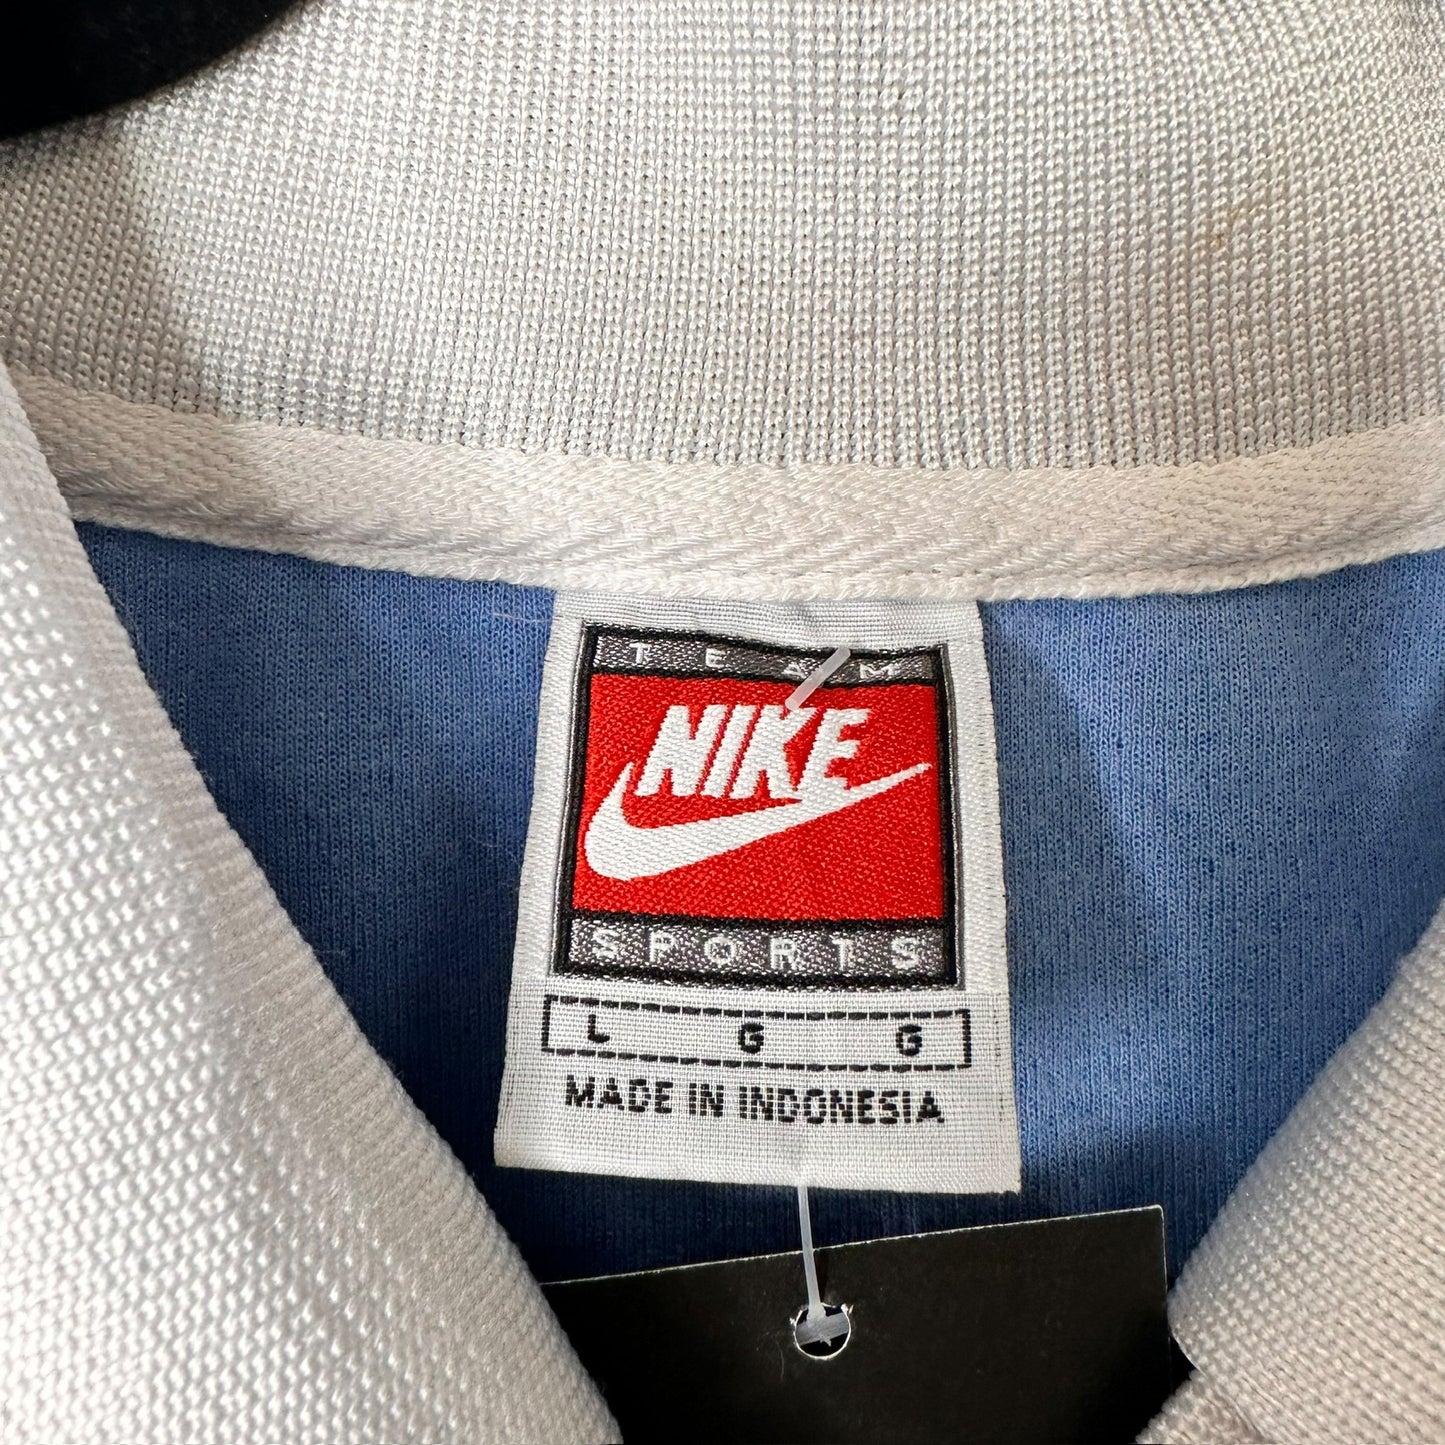 TEAM
NIKE
SPORTS
L G G
MADE IN INDONESIA